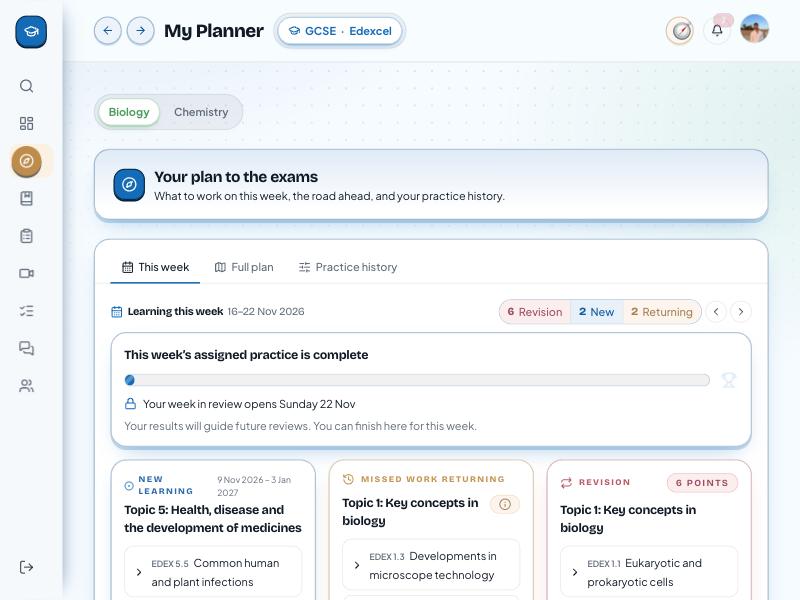 My Planner
GCSE · Edexcel
Biology
Chemistry
Your plan to the exams
What to work on this week, the road ahead, and your practice history.
This week
Full plan
Practice history
Learning this week 16–22 Nov 2026
6 Revision
2 New
2 Returning
This week's assigned practice is complete
Your week in review opens Sunday 22 Nov
Your results will guide future reviews. You can finish here for this week.
NEW LEARNING
9 Nov 2026 – 3 Jan 2027
Topic 5: Health, disease and
the development of medicines
EDEX 5.5 Common human
and plant infections
MISSED WORK RETURNING
Topic 1: Key concepts in
biology
EDEX 1.3 Developments in
microscope technology
REVISION
6 POINTS
Topic 1: Key concepts in
biology
EDEX 1.1 Eukaryotic and
prokaryotic cells